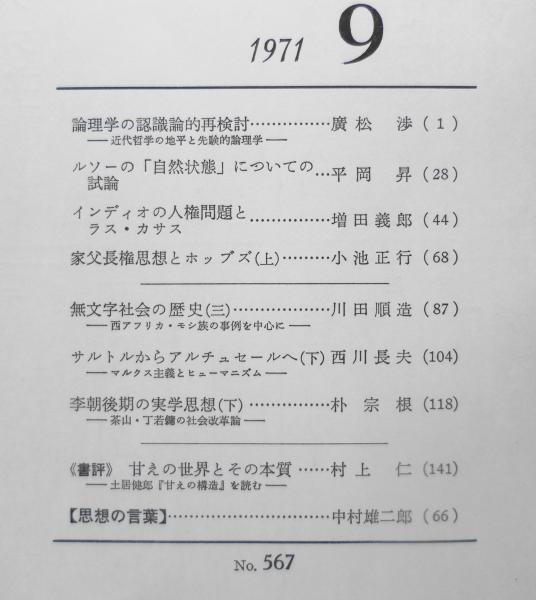 1971 9
論理学の認識論的再検討……………廣松 渉(1)
――近代哲学の地平と先験的論理学――
ルソーの「自然状態」についての
試論…平岡 昇(28)
インディオの人権問題と
ラス・カサス……………増田義郎(44)
家父長権思想とホッブズ(上)………小池正行(68)
無文字社会の歴史(三)………………川田順造(87)
――西アフリカ・モシ族の事例を中心に――
サルトルからアルチュセールへ(下) 西川長夫(104)
――マルクス主義とヒューマニズム――
李朝後期の実学思想(下)……………朴 宗根(118)
――茶山・丁若鏞の社会改革論――
《書評》 甘えの世界とその本質……村上 仁(141)
――土居健郎『甘えの構造』を読む――
【思想の言葉】…………………………中村雄二郎(66)
No. 567